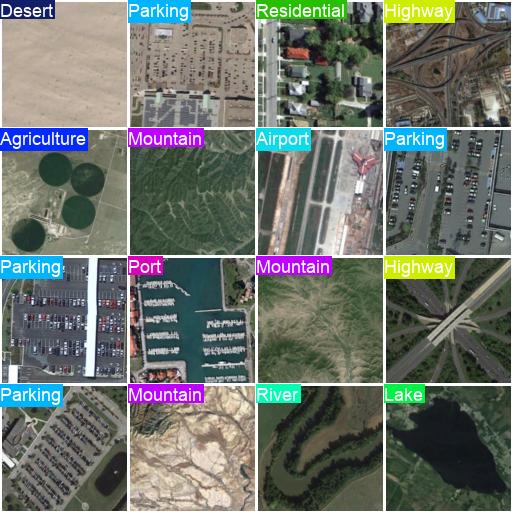 Desert
Parking
Residential
Highway
Agriculture
Mountain
Airport
Parking
Parking
Port
Mountain
Highway
Parking
Mountain
River
Lake